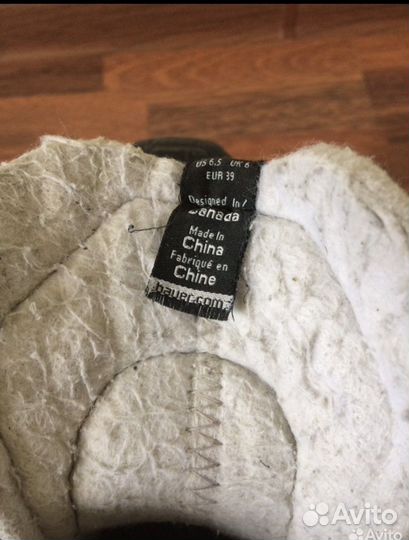 US 6.5 UK 6
EUR 39
Designed In/
Canada
Made In
China
Fabriqué en
Chine
bauer.com
Avito
Avito